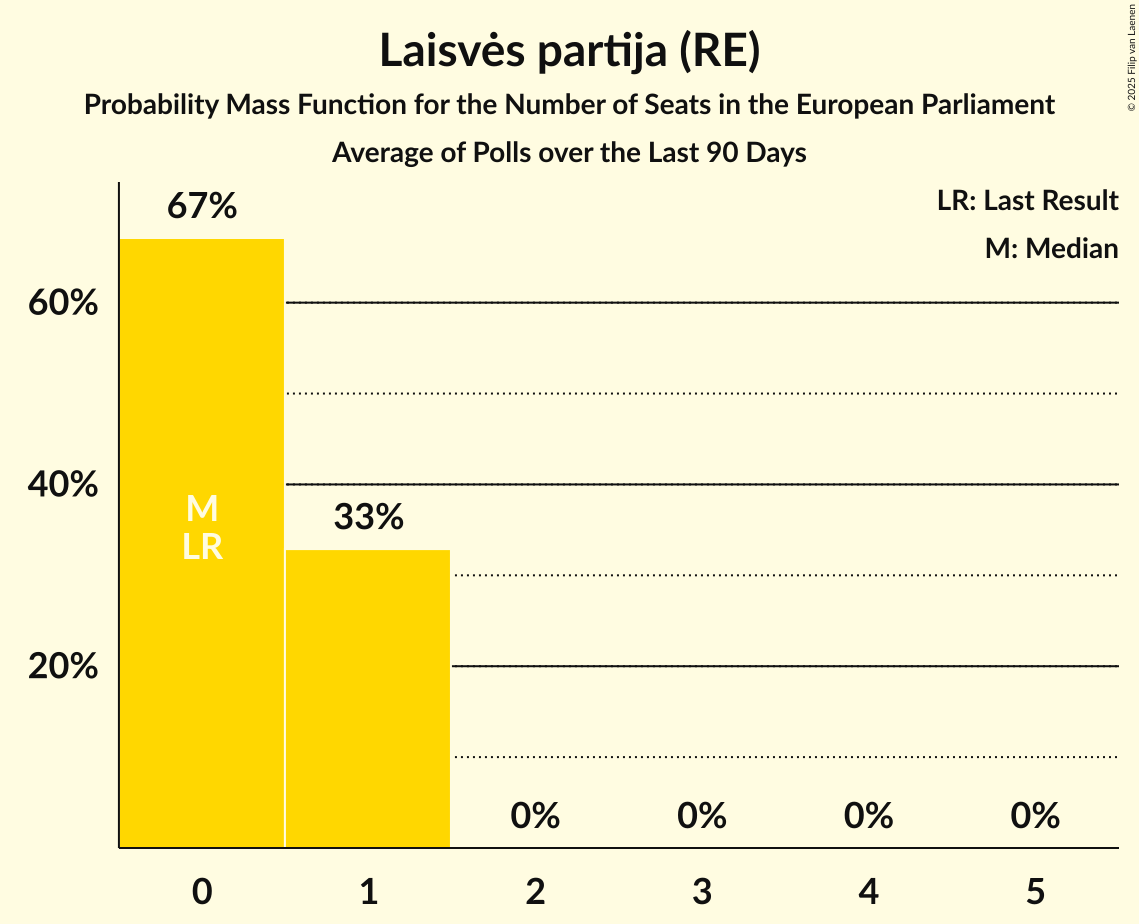 Laisvės partija (RE)
Probability Mass Function for the Number of Seats in the European Parliament
Average of Polls over the Last 90 Days
© 2025 Filip van Laenen
LR: Last Result
M: Median
67%
60%
40%
M
LR
33%
20%
0% 0% 0% 0%
0 1 2 3 4 5